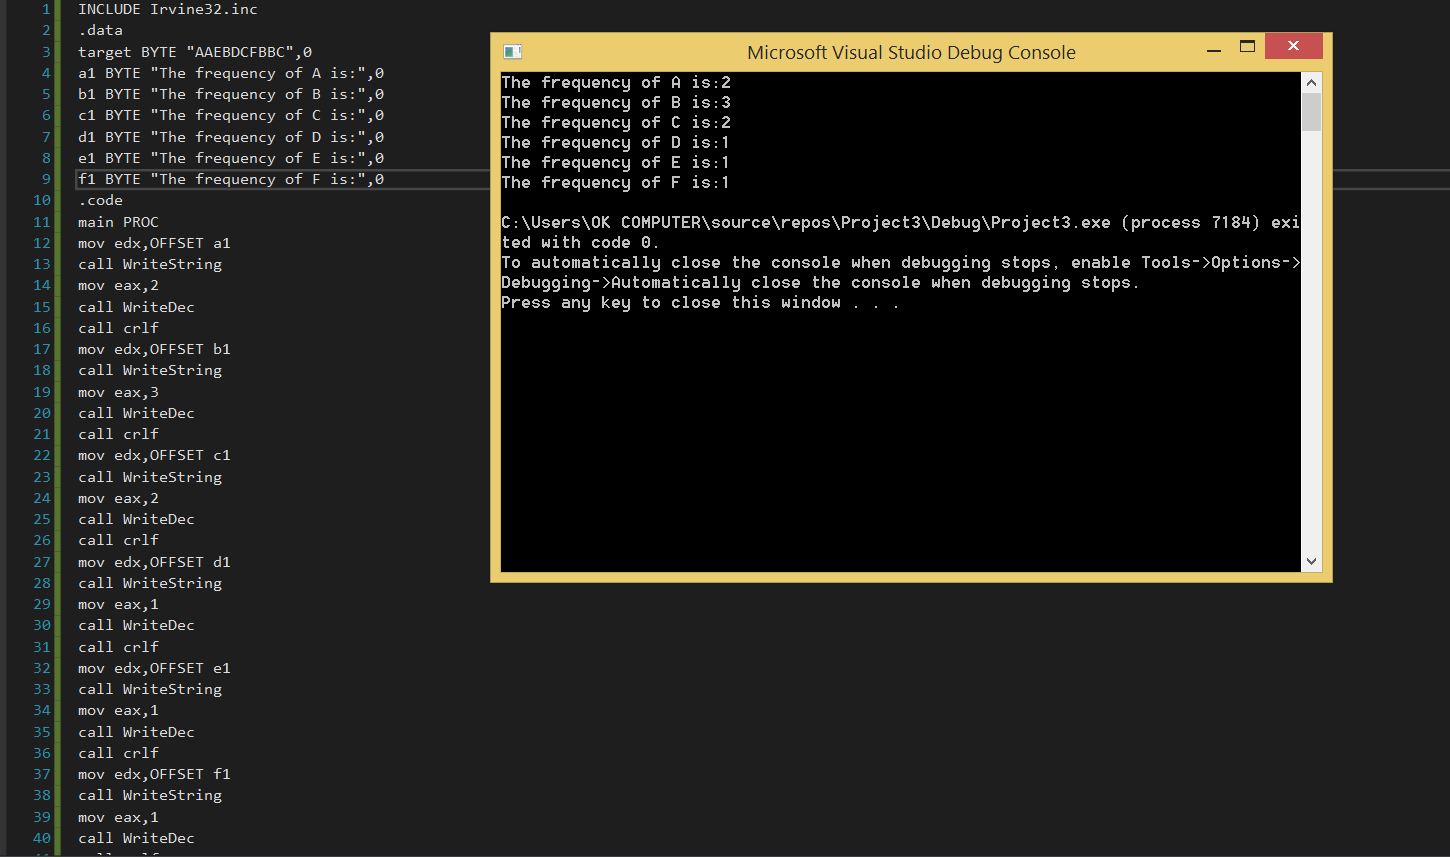 1 INCLUDE Irvine32.inc
2 .data
3 target BYTE "AAEBDCFBBC",0
4 a1 BYTE "The frequency of A is:",0
5 b1 BYTE "The frequency of B is:",0
6 c1 BYTE "The frequency of C is:",0
7 d1 BYTE "The frequency of D is:",0
8 e1 BYTE "The frequency of E is:",0
9 f1 BYTE "The frequency of F is:",0
10 .code
11 main PROC
12 mov edx,OFFSET a1
13 call WriteString
14 mov eax,2
15 call WriteDec
16 call crlf
17 mov edx,OFFSET b1
18 call WriteString
19 mov eax,3
20 call WriteDec
21 call crlf
22 mov edx,OFFSET c1
23 call WriteString
24 mov eax,2
25 call WriteDec
26 call crlf
27 mov edx,OFFSET d1
28 call WriteString
29 mov eax,1
30 call WriteDec
31 call crlf
32 mov edx,OFFSET e1
33 call WriteString
34 mov eax,1
35 call WriteDec
36 call crlf
37 mov edx,OFFSET f1
38 call WriteString
39 mov eax,1
40 call WriteDec
Microsoft Visual Studio Debug Console
The frequency of A is:2
The frequency of B is:3
The frequency of C is:2
The frequency of D is:1
The frequency of E is:1
The frequency of F is:1
C:\Users\OK COMPUTER\source\repos\Project3\Debug\Project3.exe (process 7184) exi
ted with code 0.
To automatically close the console when debugging stops, enable Tools->Options->
Debugging->Automatically close the console when debugging stops.
Press any key to close this window . . .